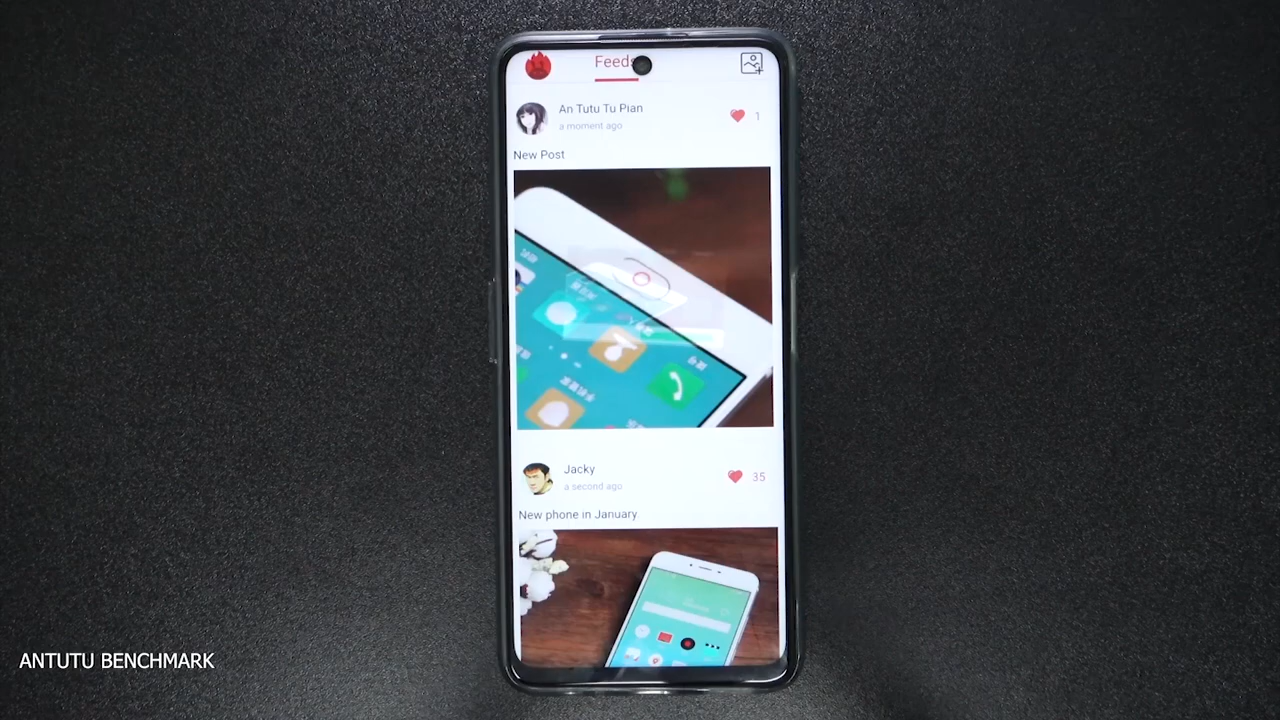 Feeds
An Tutu Tu Pian
a moment ago
1
New Post
Jacky
a second ago
35
New phone in January
ANTUTU BENCHMARK